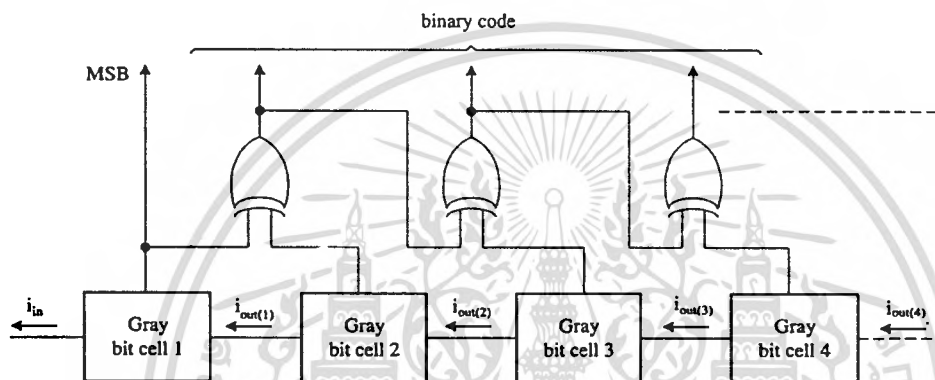 binary code
MSB
i_in
i_out(1)
i_out(2)
i_out(3)
i_out(4)
Gray
bit cell 1
Gray
bit cell 2
Gray
bit cell 3
Gray
bit cell 4